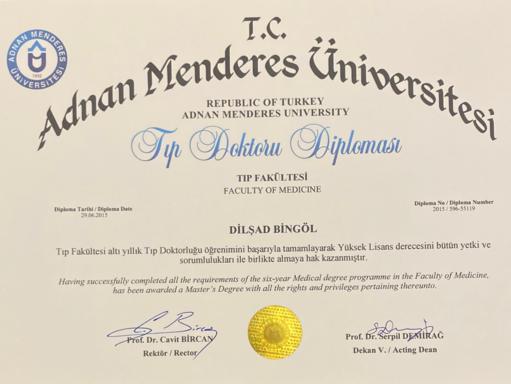 ADNAN MENDERES
ÜNİVERSİTESİ
1992
T.C.
Adnan Menderes Üniversitesi
REPUBLIC OF TURKEY
ADNAN MENDERES UNIVERSITY
Tıp Doktoru Diploması
TIP FAKÜLTESİ
FACULTY OF MEDICINE
Diploma Tarihi / Diploma Date
29.06.2015
Diploma No / Diploma Number
2015 / 596-55119
DİLŞAD BİNGÖL
Tıp Fakültesi altı yıllık Tıp Doktorluğu öğrenimini başarıyla tamamlayarak Yüksek Lisans derecesini bütün yetki ve
sorumlulukları ile birlikte almaya hak kazanmıştır.
Having successfully completed all the requirements of the six-year Medical degree programme in the Faculty of Medicine,
has been awarded a Master's Degree with all the rights and privileges pertaining thereunto.
Prof. Dr. Cavit BİRCAN
Rektör / Rector
Prof. Dr. Serpil DEMİRAĞ
Dekan V. / Acting Dean